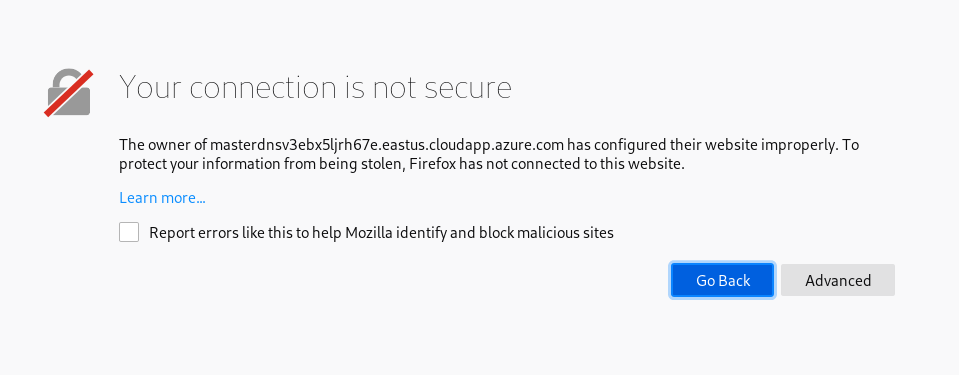 Your connection is not secure
The owner of masterdnsv3ebx5ljrh67e.eastus.cloudapp.azure.com has configured their website improperly. To
protect your information from being stolen, Firefox has not connected to this website.
Learn more...
Report errors like this to help Mozilla identify and block malicious sites
Go Back
Advanced